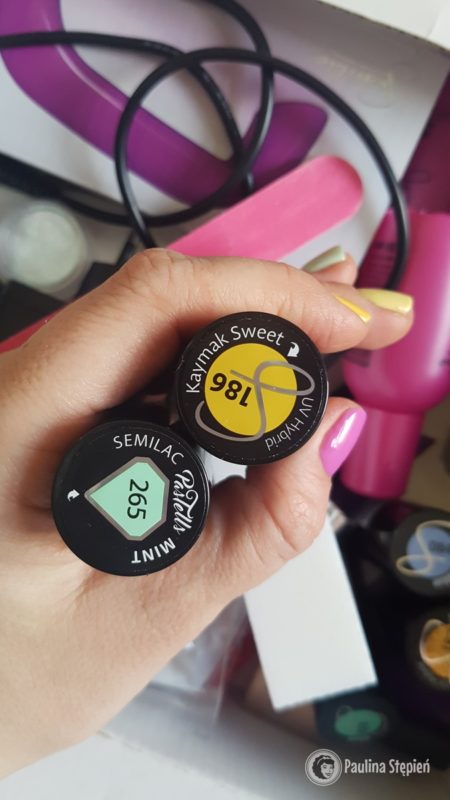 Kaymak Sweet
186
UV Hybrid
SEMILAC
Pastells
MINT
265
Paulina Stępień